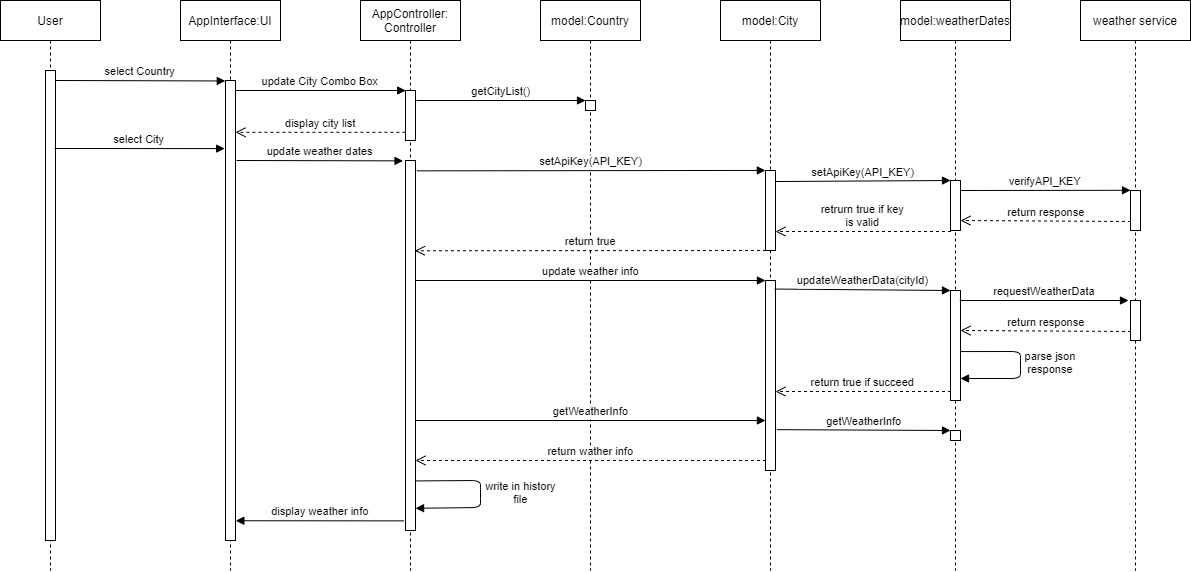 User
AppInterface:UI
AppController:
Controller
model:Country
model:City
model:weatherDates
weather service
select Country
update City Combo Box
getCityList()
display city list
select City
update weather dates
setApiKey(API_KEY)
setApiKey(API_KEY)
verifyAPI_KEY
retrurn true if key
is valid
return response
return true
update weather info
updateWeatherData(cityId)
requestWeatherData
return response
parse json
response
return true if succeed
getWeatherInfo
getWeatherInfo
return wather info
write in history
file
display weather info